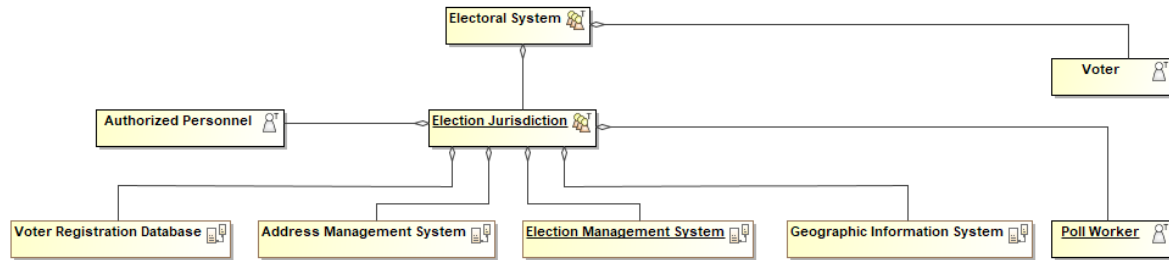 Electoral System
Voter
Authorized Personnel
Election Jurisdiction
Voter Registration Database
Address Management System
Election Management System
Geographic Information System
Poll Worker